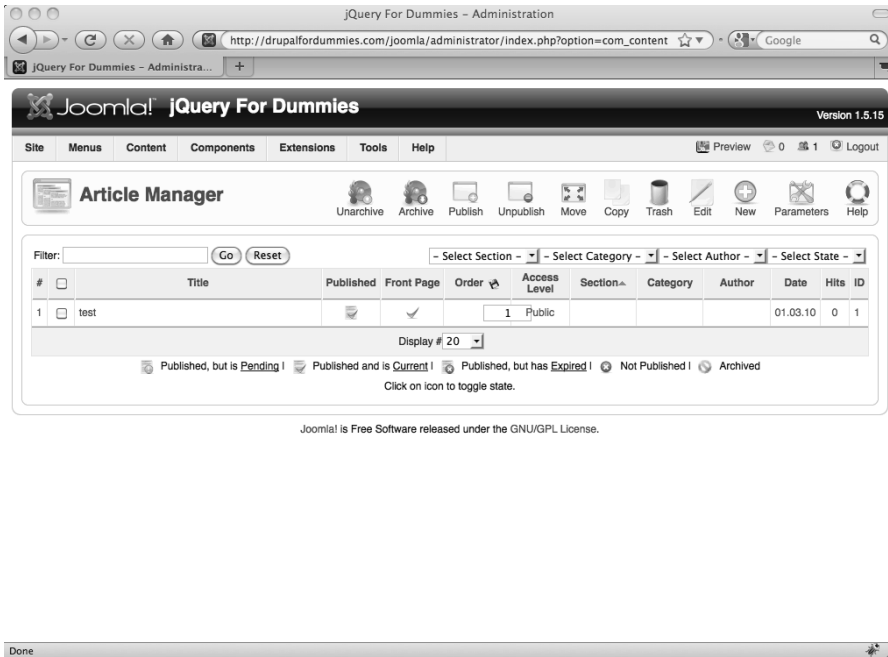 jQuery For Dummies – Administration
http://drupalfordummies.com/joomla/administrator/index.php?option=com_content
Google
jQuery For Dummies – Administra...
+
Joomla! jQuery For Dummies
Version 1.5.15
Site Menus Content Components Extensions Tools Help Preview 0 1 Logout
Article Manager
Unarchive Archive Publish Unpublish Move Copy Trash Edit New Parameters Help
Filter: Go Reset – Select Section – – Select Category – – Select Author – – Select State –
# Title Published Front Page Order Access Level Section Category Author Date Hits ID
1 test 1 Public 01.03.10 0 1
Display # 20
Published, but is Pending | Published and is Current | Published, but has Expired | Not Published | Archived
Click on icon to toggle state.
Joomla! is Free Software released under the GNU/GPL License.
Done